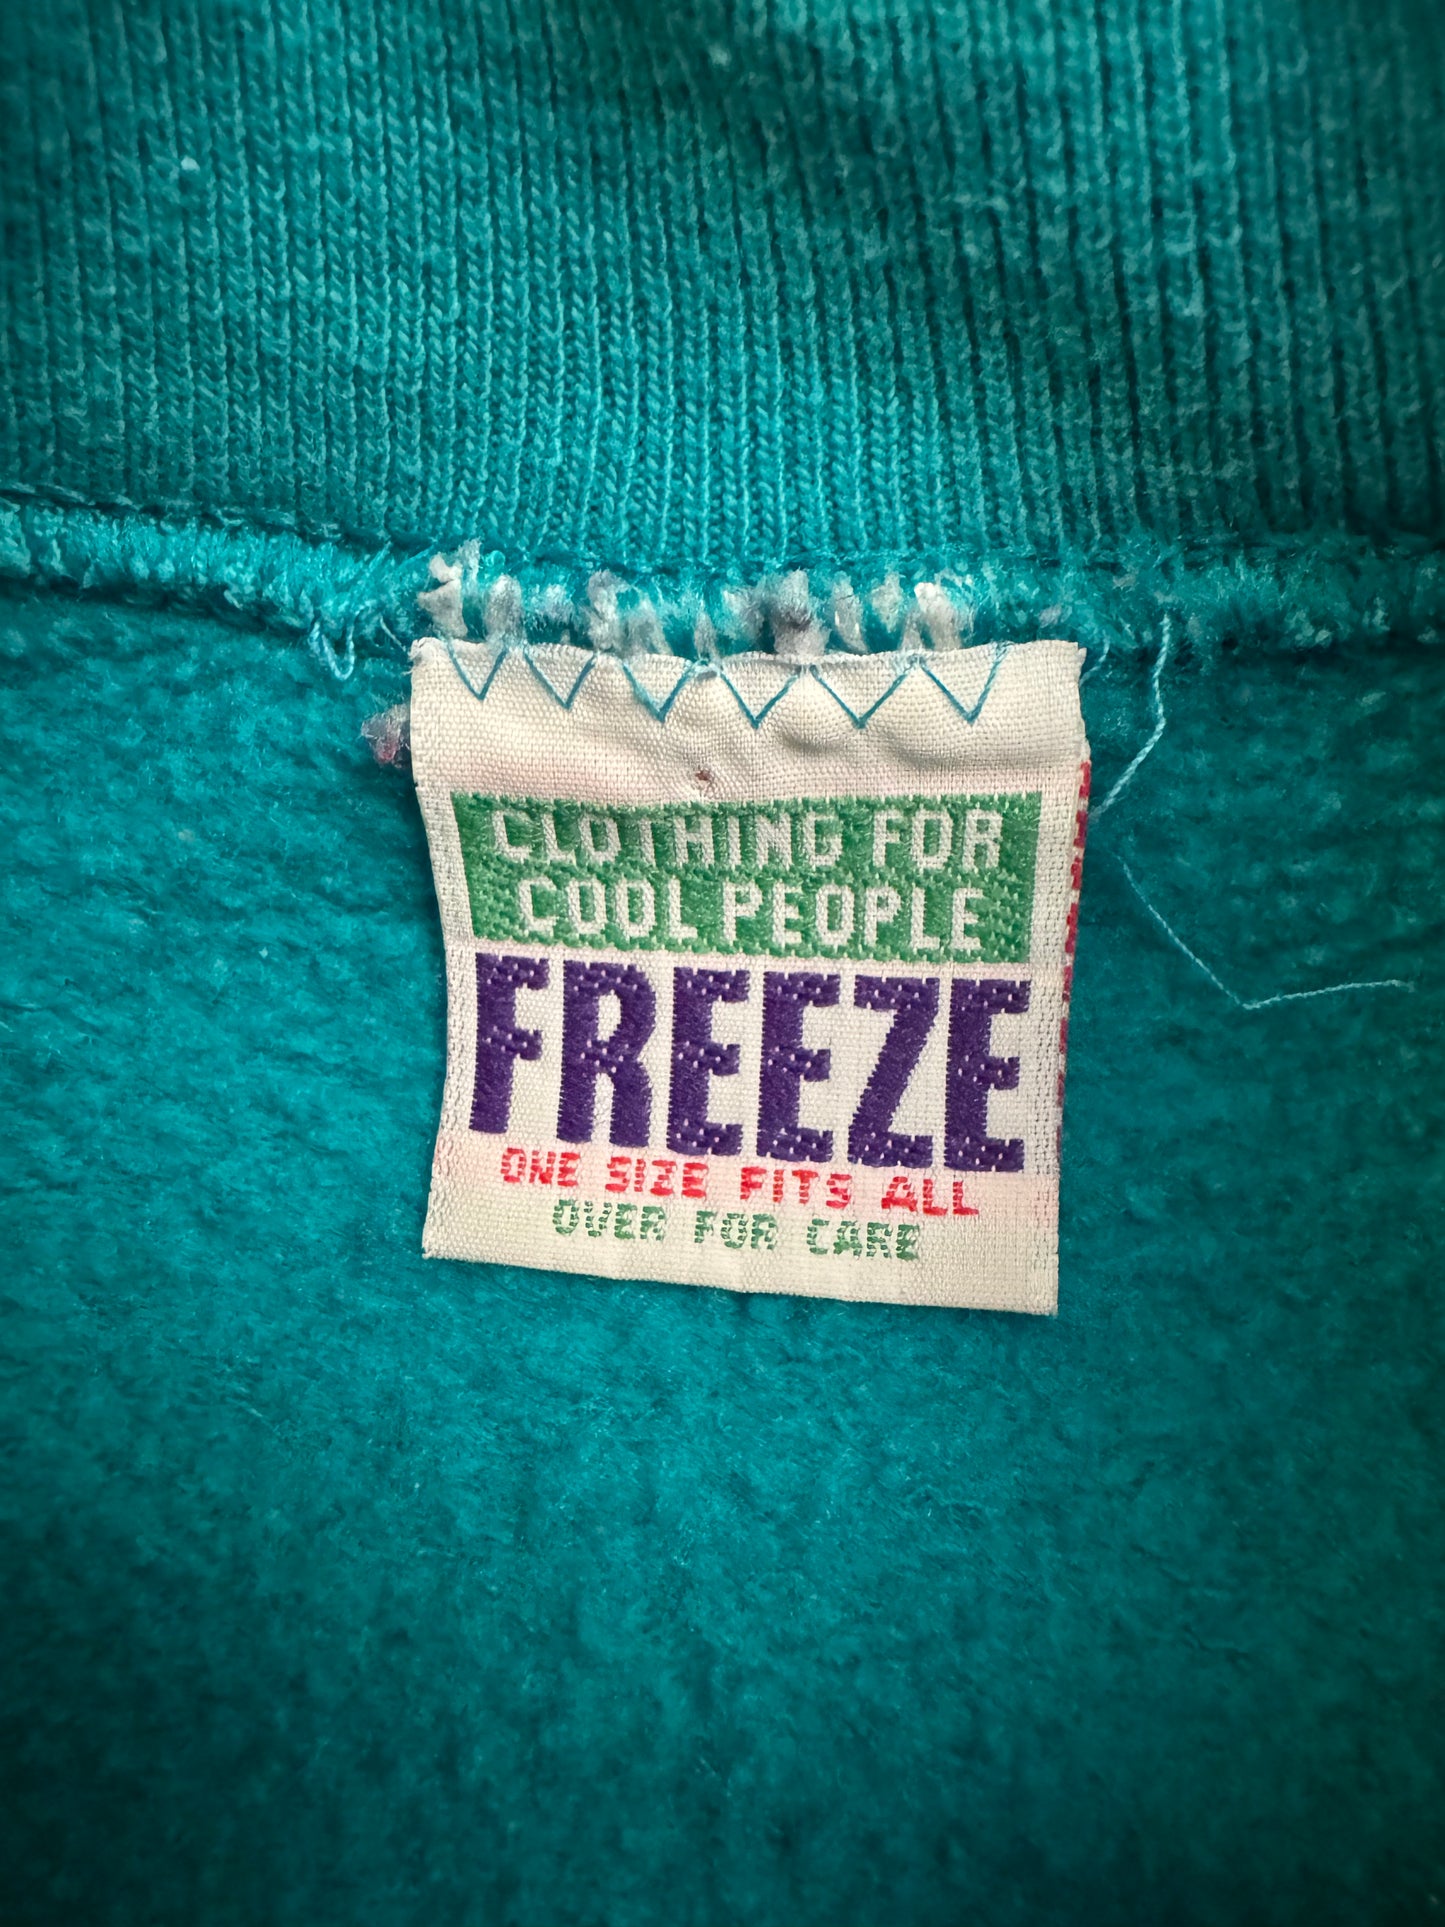 CLOTHING FOR
COOL PEOPLE
FREEZE
ONE SIZE FITS ALL
OVER FOR CARE